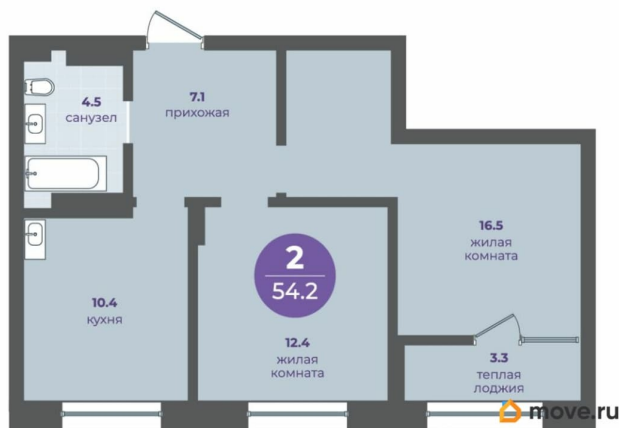 4.5
санузел
7.1
прихожая
16.5
жилая
комната
2
54.2
10.4
кухня
12.4
жилая
комната
3.3
теплая
лоджия
move.ru